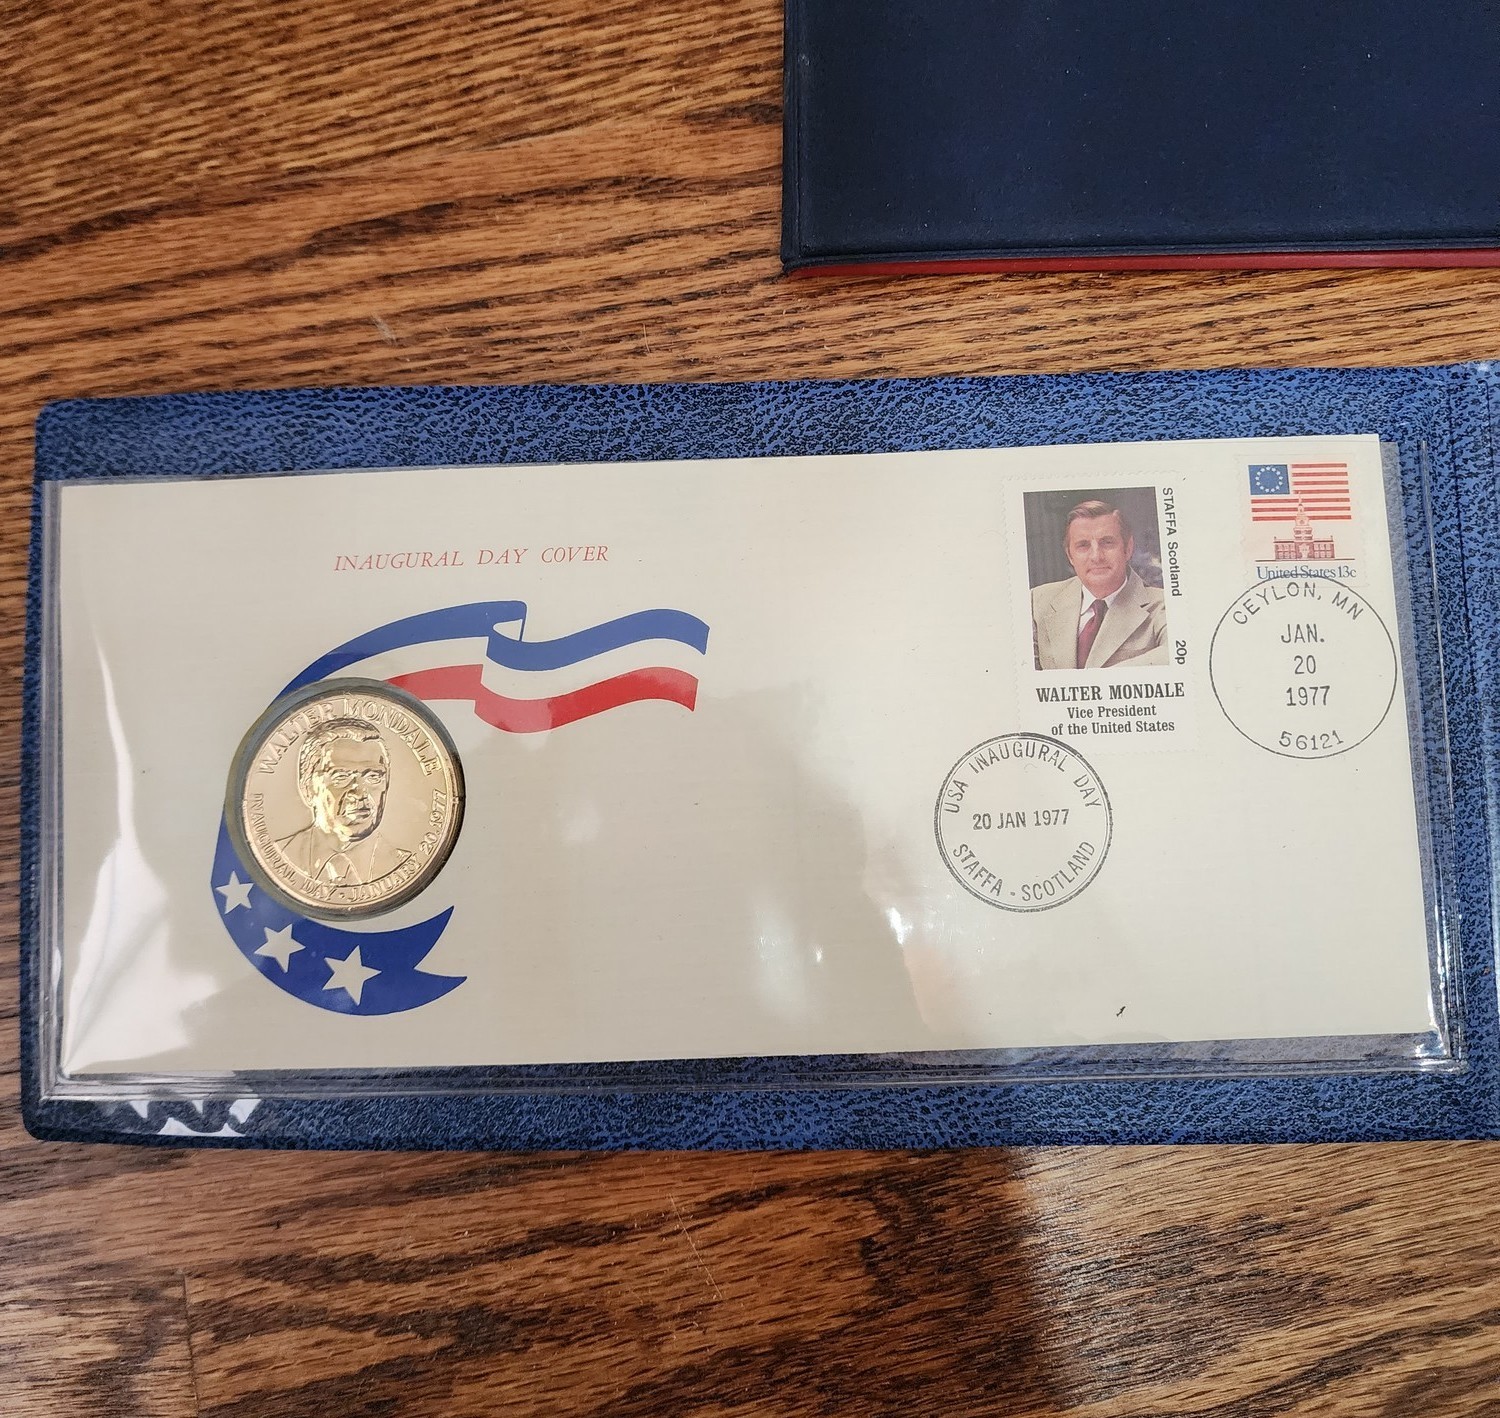 INAUGURAL DAY COVER
WALTER MONDALE
INAUGURAL DAY - JANUARY 20, 1977
STAFFA Scotland
20p
WALTER MONDALE
Vice President
of the United States
United States 13c
CEYLON, MN
JAN.
20
1977
56121
USA INAUGURAL DAY
20 JAN 1977
STAFFA - SCOTLAND